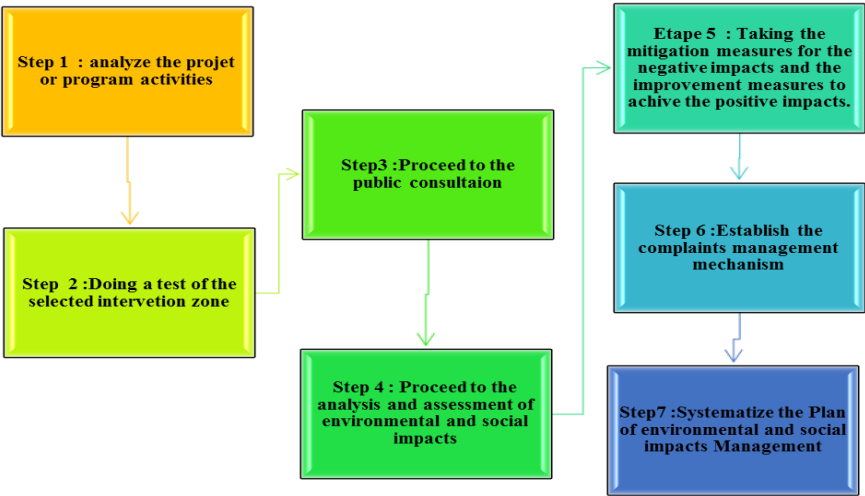 Step 1 : analyze the projet
or program activities
Step 2 :Doing a test of the
selected intervetion zone
Step3 :Proceed to the
public consultaion
Step 4 : Proceed to the
analysis and assessment of
environmental and social
impacts
Etape 5 : Taking the
mitigation measures for the
negative impacts and the
improvement measures to
achive the positive impacts.
Step 6 :Establish the
complaints management
mechanism
Step7 :Systematize the Plan
of environmental and social
impacts Management